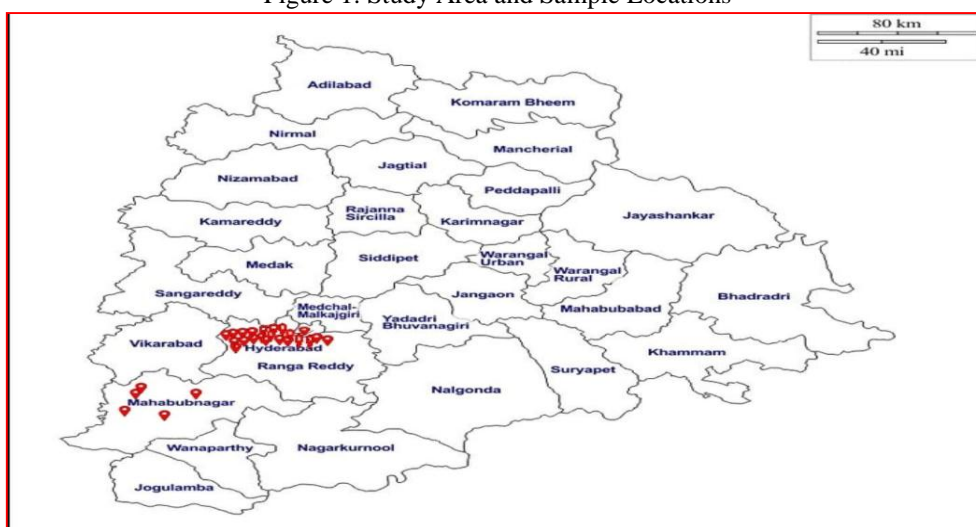 Figure 1: Study Area and Sample Locations
80 km
40 mi
Adilabad
Komaram Bheem
Nirmal
Mancherial
Jagtial
Nizamabad
Peddapalli
Rajanna
Sircilla
Kamareddy
Karimnagar
Jayashankar
Siddipet
Warangal
Urban
Medak
Warangal
Rural
Sangareddy
Jangaon
Bhadradri
Medchal-
Malkajgiri
Mahabubabad
Yadadri
Bhuvanagiri
Vikarabad
Hyderabad
Khammam
Ranga Reddy
Suryapet
Nalgonda
Mahabubnagar
Wanaparthy
Nagarkurnool
Jogulamba